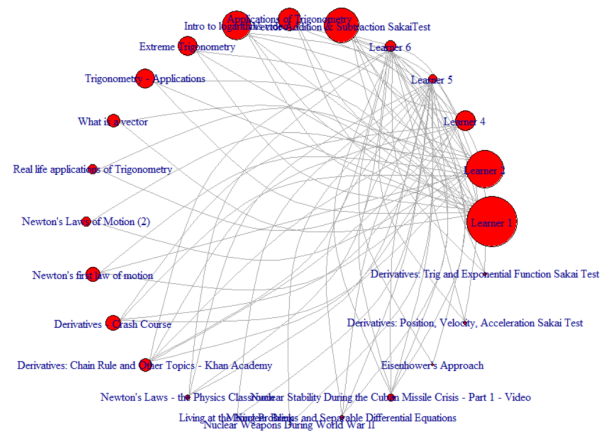 Applications of Trigonometry
Intro to logarithms
Addition & Subtraction SakaiTest
Extreme Trigonometry
Learner 6
Trigonometry - Applications
Learner 5
What is a vector
Learner 4
Real life applications of Trigonometry
Learner 2
Newton's Laws of Motion (2)
Learner 1
Newton's first law of motion
Derivatives: Trig and Exponential Function Sakai Test
Derivatives - Crash Course
Derivatives: Position, Velocity, Acceleration Sakai Test
Derivatives: Chain Rule and Other Topics - Khan Academy
Eisenhower's Approach
Newton's Laws - the Physics Classroom
Nuclear Stability During the Cuban Missile Crisis - Part 1 - Video
Living at the
and Separable Differential Equations
Nuclear Weapons During World War II